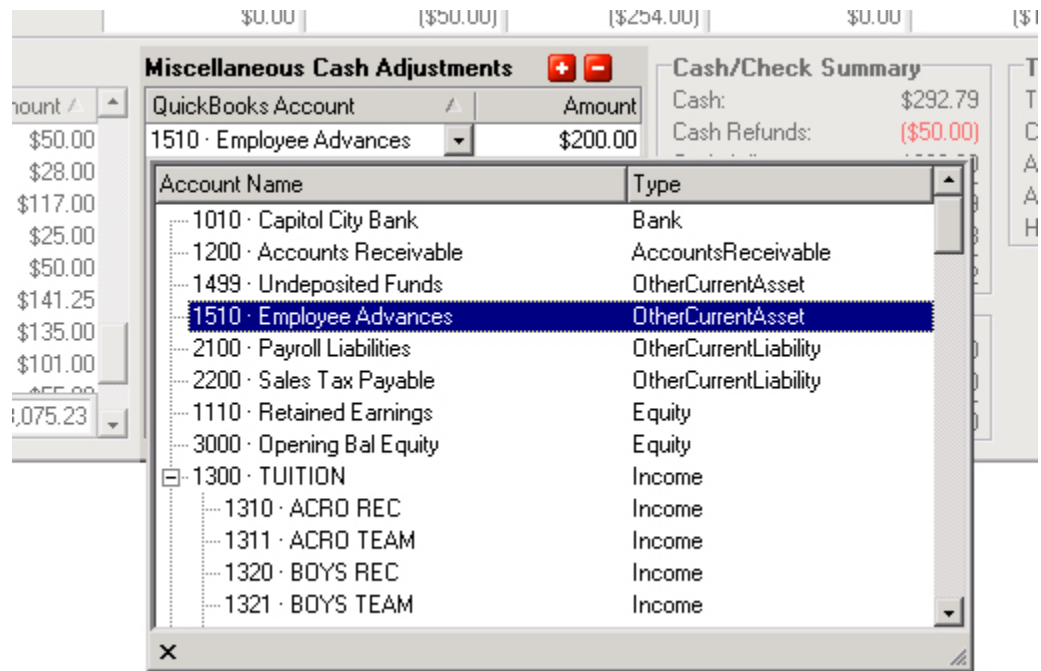 $0.00 ($50.00) ($254.00) $0.00 ($1
Miscellaneous Cash Adjustments
QuickBooks Account Amount
1510 · Employee Advances $200.00
Account Name Type
1010 · Capitol City Bank Bank
1200 · Accounts Receivable AccountsReceivable
1499 · Undeposited Funds OtherCurrentAsset
1510 · Employee Advances OtherCurrentAsset
2100 · Payroll Liabilities OtherCurrentLiability
2200 · Sales Tax Payable OtherCurrentLiability
1110 · Retained Earnings Equity
3000 · Opening Bal Equity Equity
1300 · TUITION Income
1310 · ACRO REC Income
1311 · ACRO TEAM Income
1320 · BOYS REC Income
1321 · BOYS TEAM Income
Cash/Check Summary
Cash: $292.79
Cash Refunds: ($50.00)
ount
$50.00
$28.00
$117.00
$25.00
$50.00
$141.25
$135.00
$101.00
,075.23
T
T
C
A
A
H